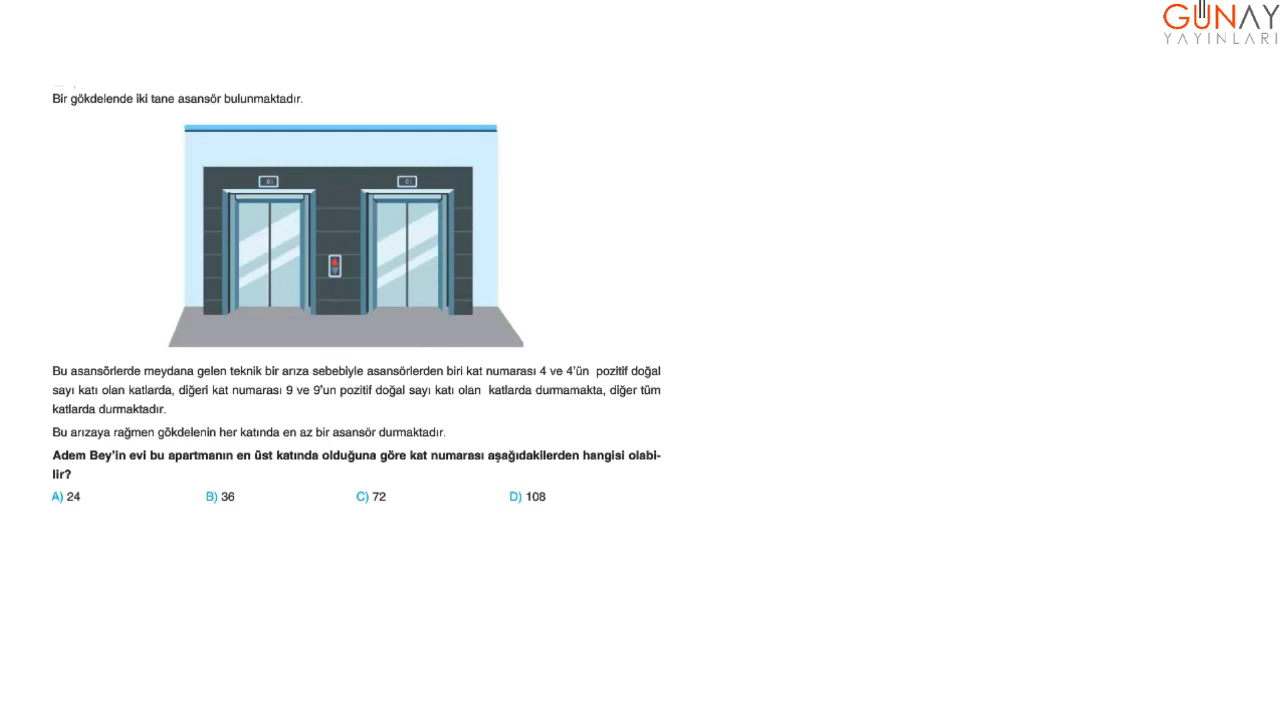 GÜNAY
YAYINLARI
Bir gökdelende iki tane asansör bulunmaktadır.
Bu asansörlerde meydana gelen teknik bir arıza sebebiyle asansörlerden biri kat numarası 4 ve 4'ün pozitif doğal
sayı katı olan katlarda, diğeri kat numarası 9 ve 9'un pozitif doğal sayı katı olan katlarda durmamakta, diğer tüm
katlarda durmaktadır.
Bu arızaya rağmen gökdelenin her katında en az bir asansör durmaktadır.
Adem Bey'in evi bu apartmanın en üst katında olduğuna göre kat numarası aşağıdakilerden hangisi olabi-
lir?
A) 24 B) 36 C) 72 D) 108